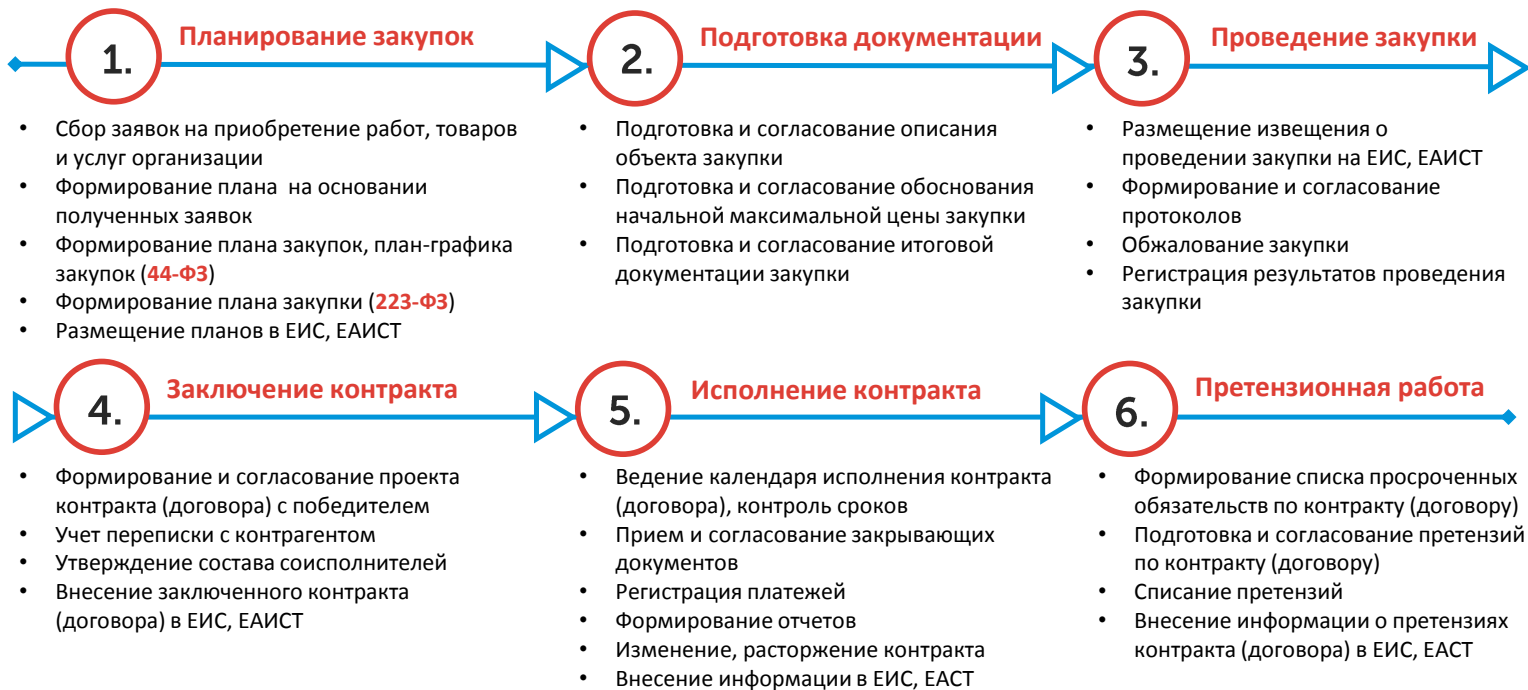 1.
Планирование закупок
• Сбор заявок на приобретение работ, товаров
и услуг организации
• Формирование плана на основании
полученных заявок
• Формирование плана закупок, план-графика
закупок (44-ФЗ)
• Формирование плана закупки (223-ФЗ)
• Размещение планов в ЕИС, ЕАИСТ
2.
Подготовка документации
• Подготовка и согласование описания
объекта закупки
• Подготовка и согласование обоснования
начальной максимальной цены закупки
• Подготовка и согласование итоговой
документации закупки
3.
Проведение закупки
• Размещение извещения о
проведении закупки на ЕИС, ЕАИСТ
• Формирование и согласование
протоколов
• Обжалование закупки
• Регистрация результатов проведения
закупки
4.
Заключение контракта
• Формирование и согласование проекта
контракта (договора) с победителем
• Учет переписки с контрагентом
• Утверждение состава соисполнителей
• Внесение заключенного контракта
(договора) в ЕИС, ЕАИСТ
5.
Исполнение контракта
• Ведение календаря исполнения контракта
(договора), контроль сроков
• Прием и согласование закрывающих
документов
• Регистрация платежей
• Формирование отчетов
• Изменение, расторжение контракта
• Внесение информации в ЕИС, ЕАСТ
6.
Претензионная работа
• Формирование списка просроченных
обязательств по контракту (договору)
• Подготовка и согласование претензий
по контракту (договору)
• Списание претензий
• Внесение информации о претензиях
контракта (договора) в ЕИС, ЕАСТ